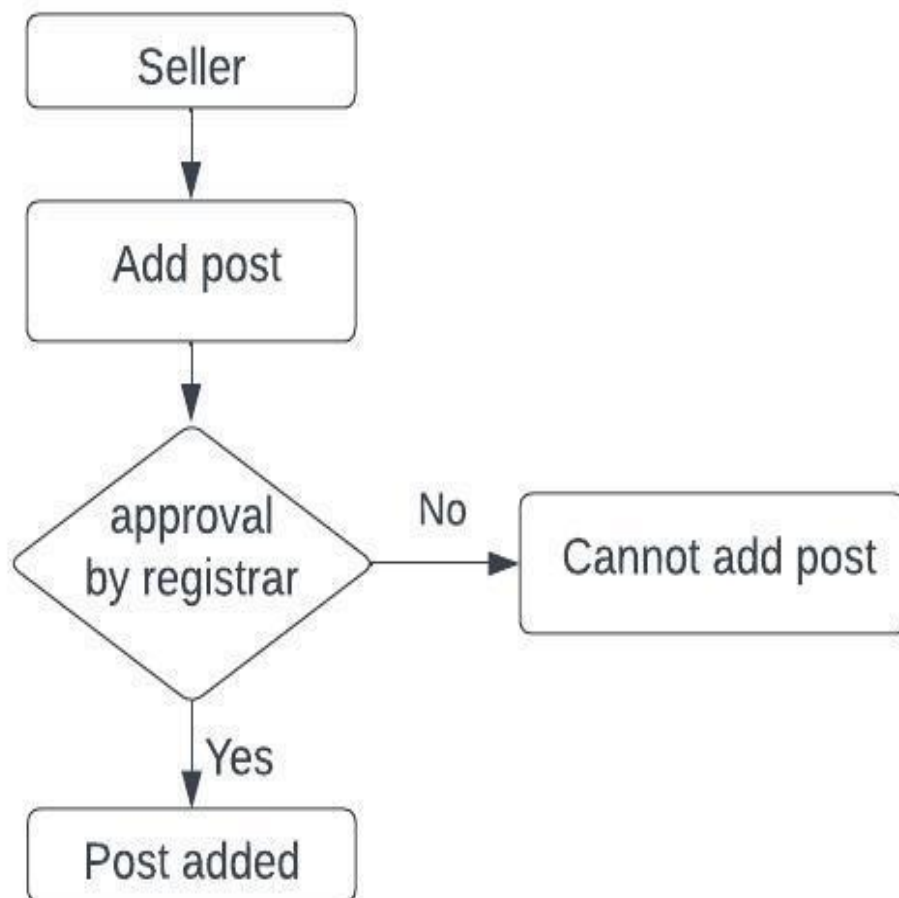 Seller
Add post
approval
by registrar
No
Cannot add post
Yes
Post added